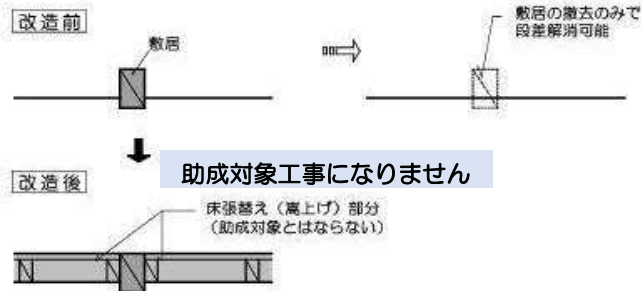 改造前
敷居
敷居の撤去のみで
段差解消可能
助成対象工事になりません
改造後
床張替え（嵩上げ）部分
（助成対象とはならない）